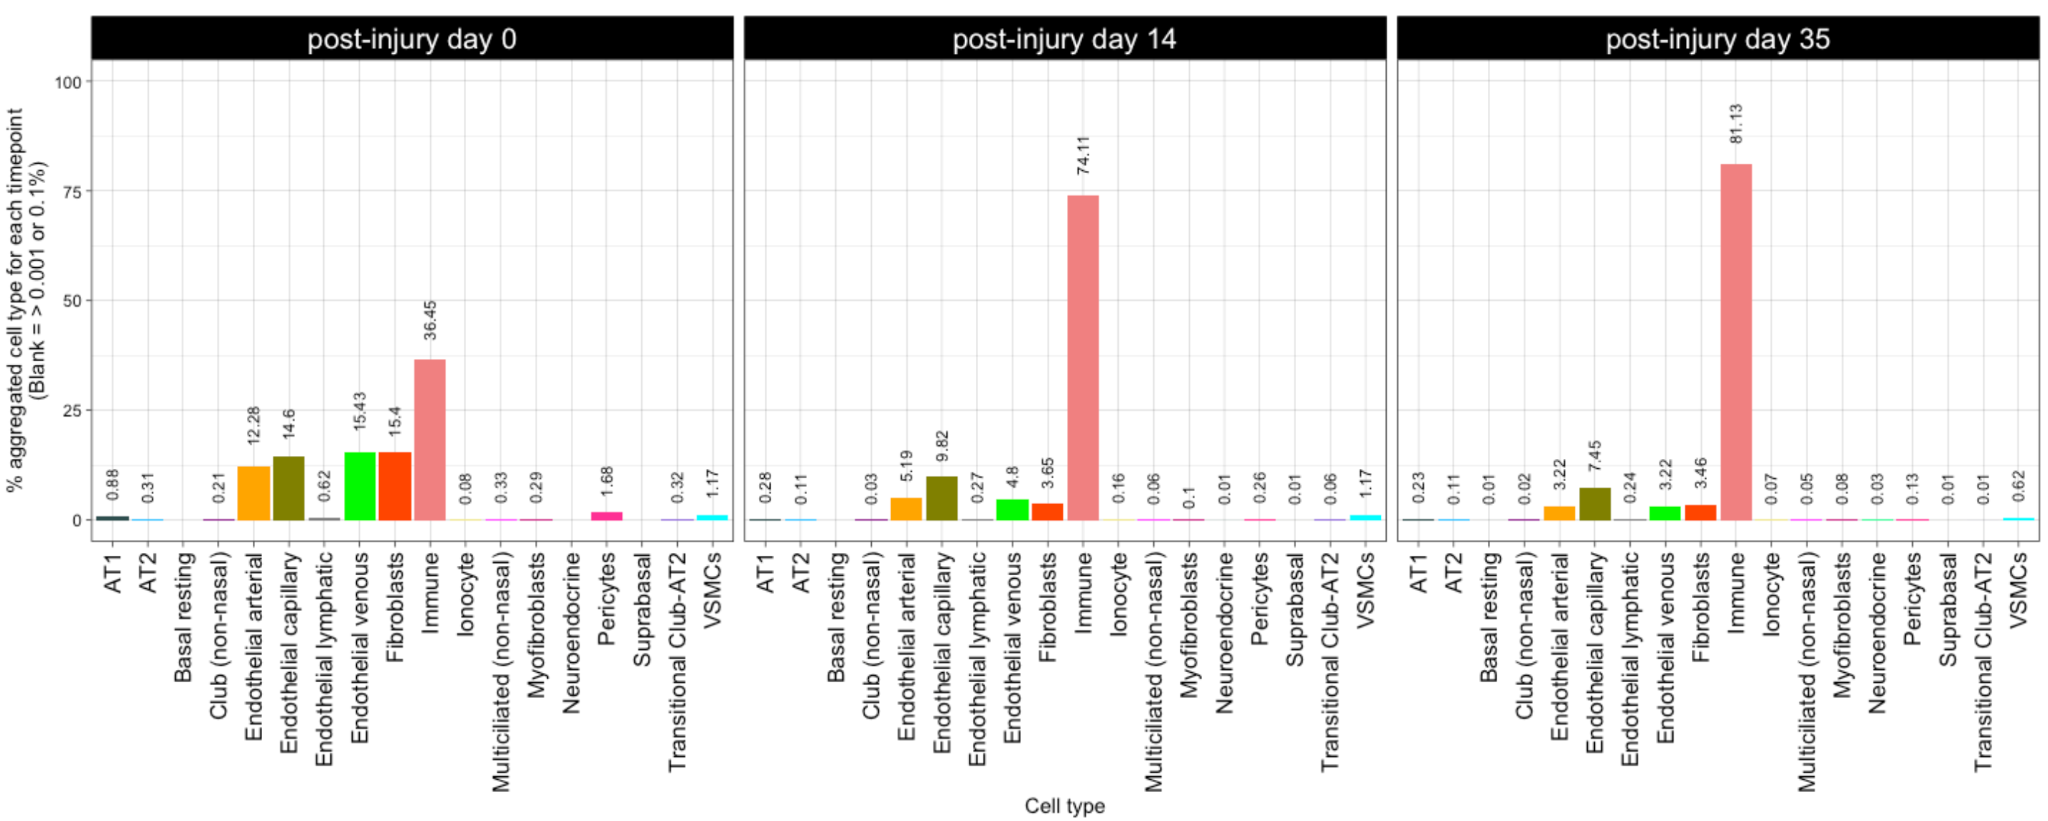 post-injury day 0
post-injury day 14
post-injury day 35
% aggregated cell type for each timepoint
(Blank = > 0.001 or 0.1%)
100
75
50
25
0
0.88
0.31
0.21
12.28
14.6
0.62
15.43
15.4
36.45
0.08
0.33
0.29
1.68
0.32
1.17
0.28
0.11
0.03
5.19
9.82
0.27
4.8
3.65
74.11
0.16
0.06
0.1
0.01
0.26
0.01
0.06
1.17
0.23
0.11
0.01
0.02
3.22
7.45
0.24
3.22
3.46
81.13
0.07
0.05
0.08
0.03
0.13
0.01
0.01
0.62
AT1
AT2
Basal resting
Club (non-nasal)
Endothelial arterial
Endothelial capillary
Endothelial lymphatic
Endothelial venous
Fibroblasts
Immune
Ionocyte
Multiciliated (non-nasal)
Myofibroblasts
Neuroendocrine
Pericytes
Suprabasal
Transitional Club-AT2
VSMCs
AT1
AT2
Basal resting
Club (non-nasal)
Endothelial arterial
Endothelial capillary
Endothelial lymphatic
Endothelial venous
Fibroblasts
Immune
Ionocyte
Multiciliated (non-nasal)
Myofibroblasts
Neuroendocrine
Pericytes
Suprabasal
Transitional Club-AT2
VSMCs
AT1
AT2
Basal resting
Club (non-nasal)
Endothelial arterial
Endothelial capillary
Endothelial lymphatic
Endothelial venous
Fibroblasts
Immune
Ionocyte
Multiciliated (non-nasal)
Myofibroblasts
Neuroendocrine
Pericytes
Suprabasal
Transitional Club-AT2
VSMCs
Cell type